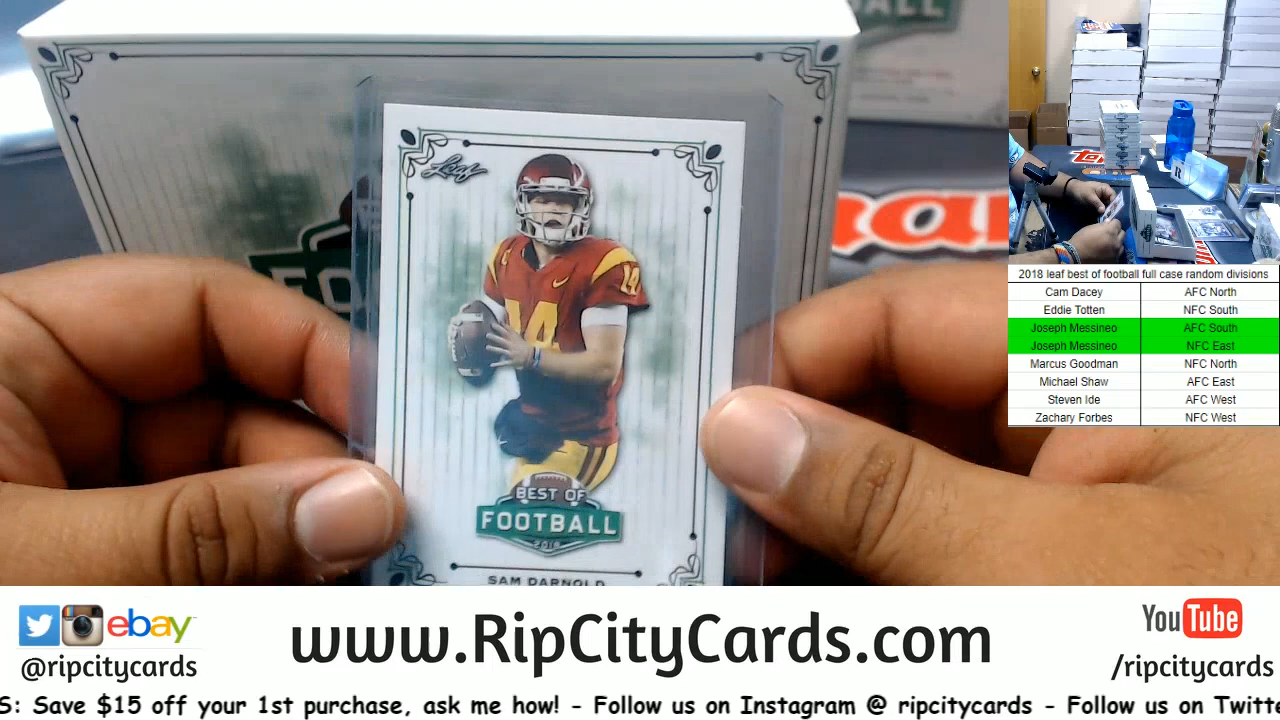 BALL
Leaf
14
14
BEST OF
FOOTBALL
2018
SAM DARNOLD
2018 leaf best of football full case random divisions
Cam Dacey AFC North
Eddie Totten NFC South
Joseph Messineo AFC South
Joseph Messineo NFC East
Marcus Goodman NFC North
Michael Shaw AFC East
Steven Ide AFC West
Zachary Forbes NFC West
ebay
@ripcitycards
www.RipCityCards.com
YouTube
/ripcitycards
S: Save $15 off your 1st purchase, ask me how! - Follow us on Instagram @ ripcitycards - Follow us on Twitte